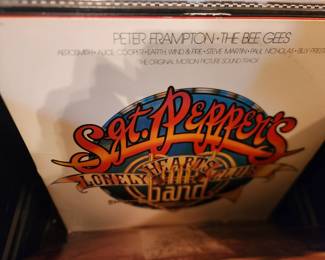 PETER FRAMPTON • THE BEE GEES
AEROSMITH • ALICE COOPER • EARTH, WIND & FIRE • STEVE MARTIN • PAUL NICHOLAS • BILLY PREST
THE ORIGINAL MOTION PICTURE SOUND TRACK
Sgt. Pepper's
LONELY HEARTS CLUB
band